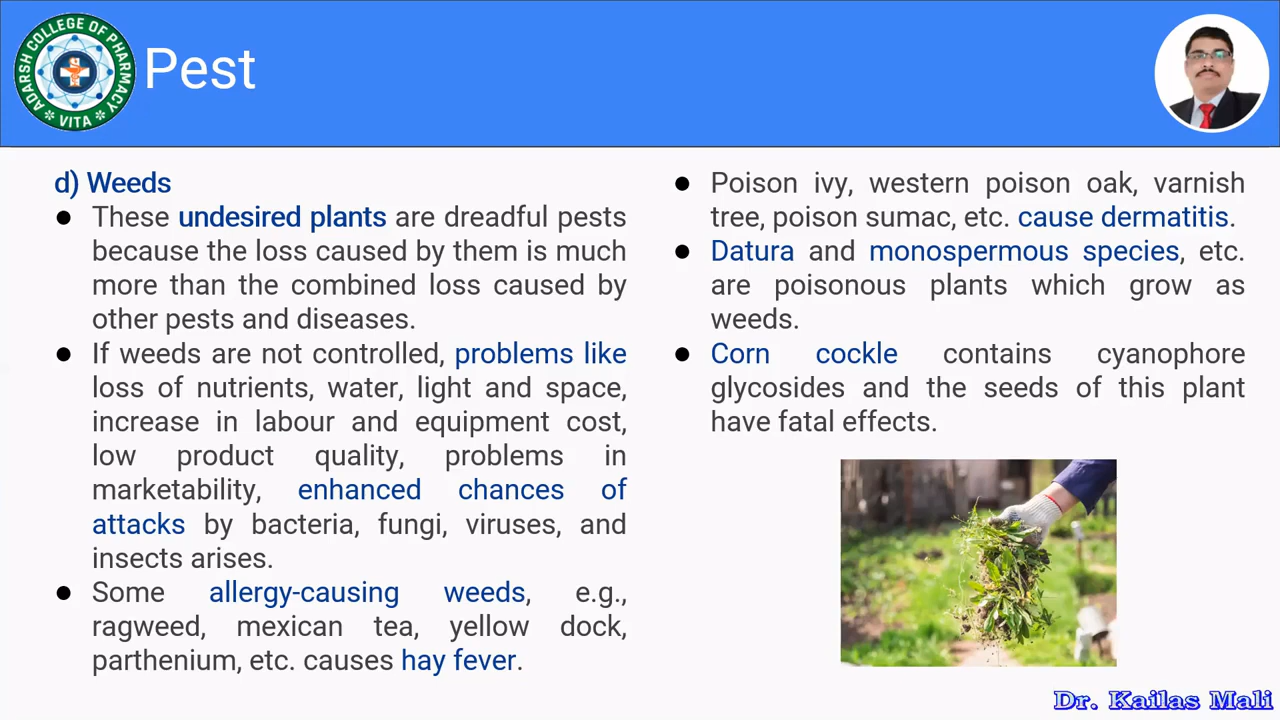 ADARSH COLLEGE OF PHARMACY
VITA
Pest
d) Weeds
● These undesired plants are dreadful pests
because the loss caused by them is much
more than the combined loss caused by
other pests and diseases.
● If weeds are not controlled, problems like
loss of nutrients, water, light and space,
increase in labour and equipment cost,
low product quality, problems in
marketability, enhanced chances of
attacks by bacteria, fungi, viruses, and
insects arises.
● Some allergy-causing weeds, e.g.,
ragweed, mexican tea, yellow dock,
parthenium, etc. causes hay fever.
● Poison ivy, western poison oak, varnish
tree, poison sumac, etc. cause dermatitis.
● Datura and monospermous species, etc.
are poisonous plants which grow as
weeds.
● Corn cockle contains cyanophore
glycosides and the seeds of this plant
have fatal effects.
Dr. Kailas Mali